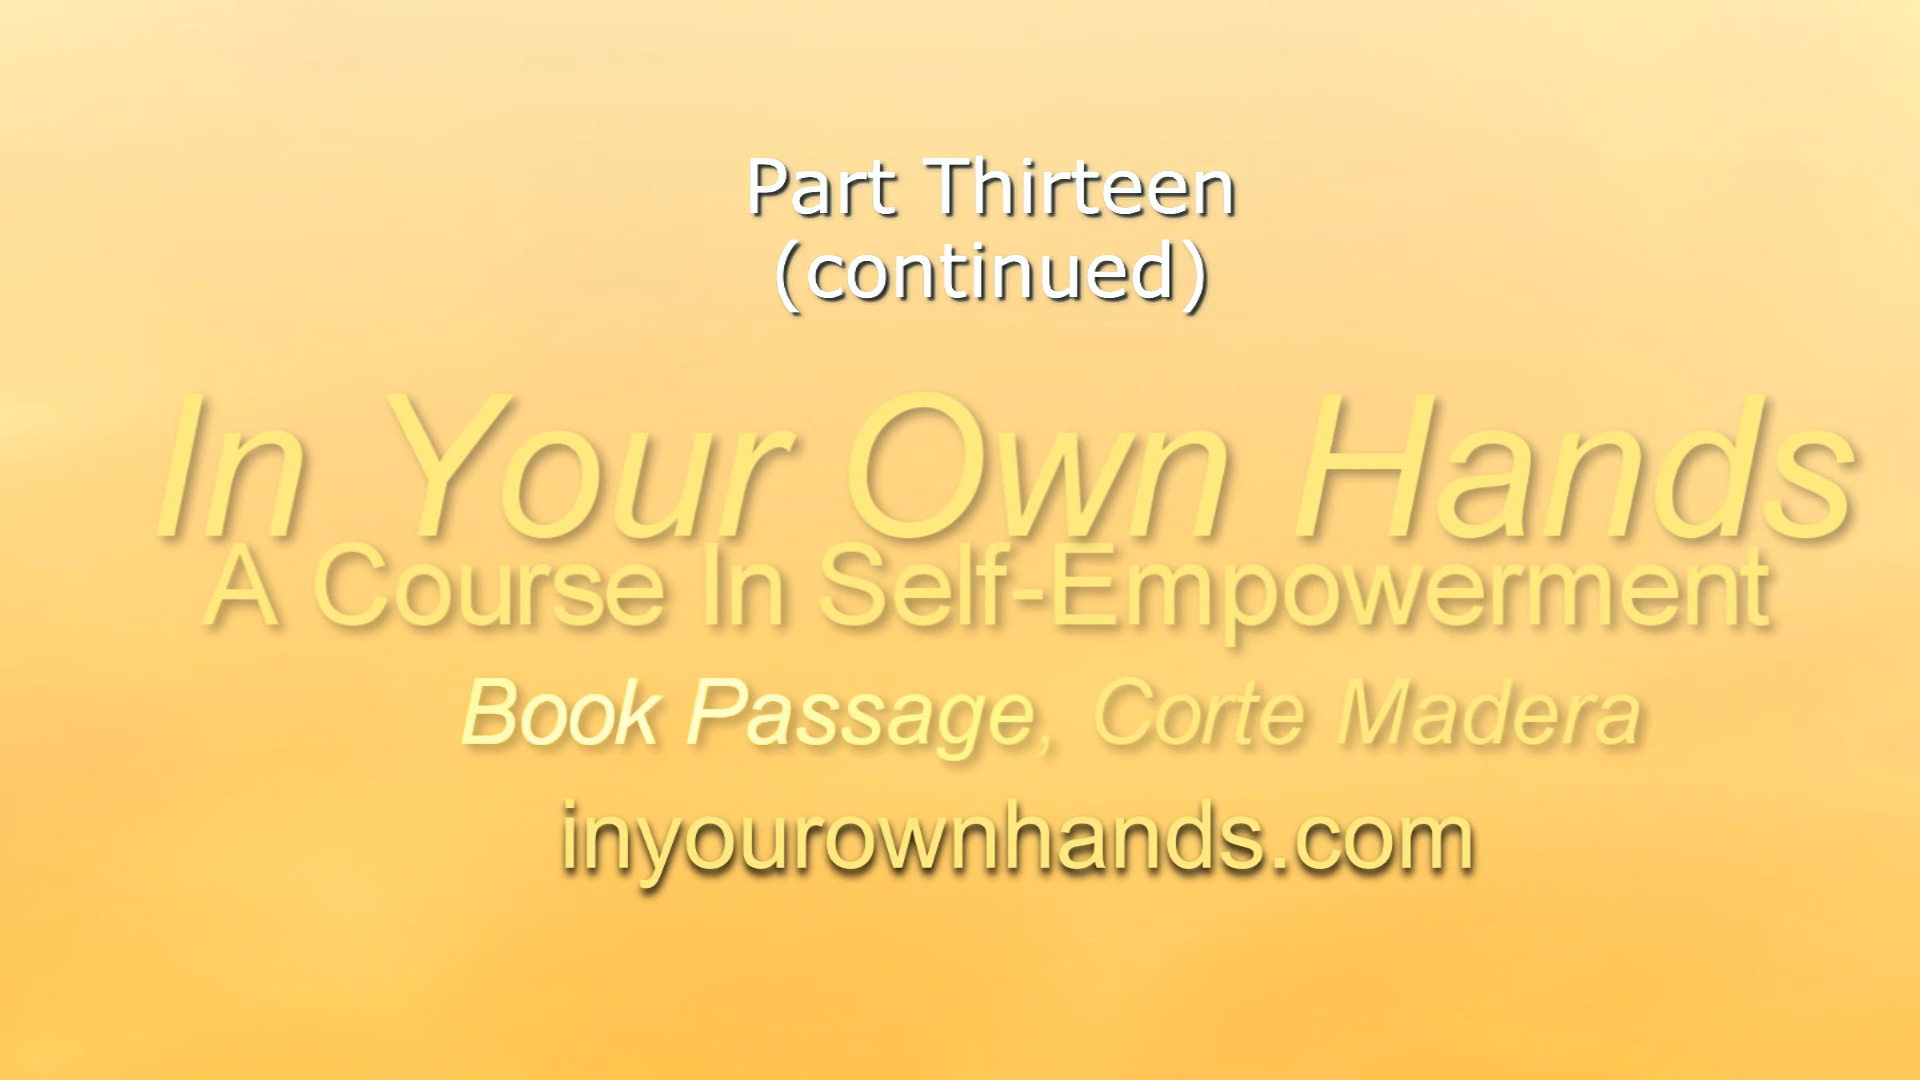 Part Thirteen
(continued)
In Your Own Hands
A Course In Self-Empowerment
Book Passage, Corte Madera
inyourownhands.com